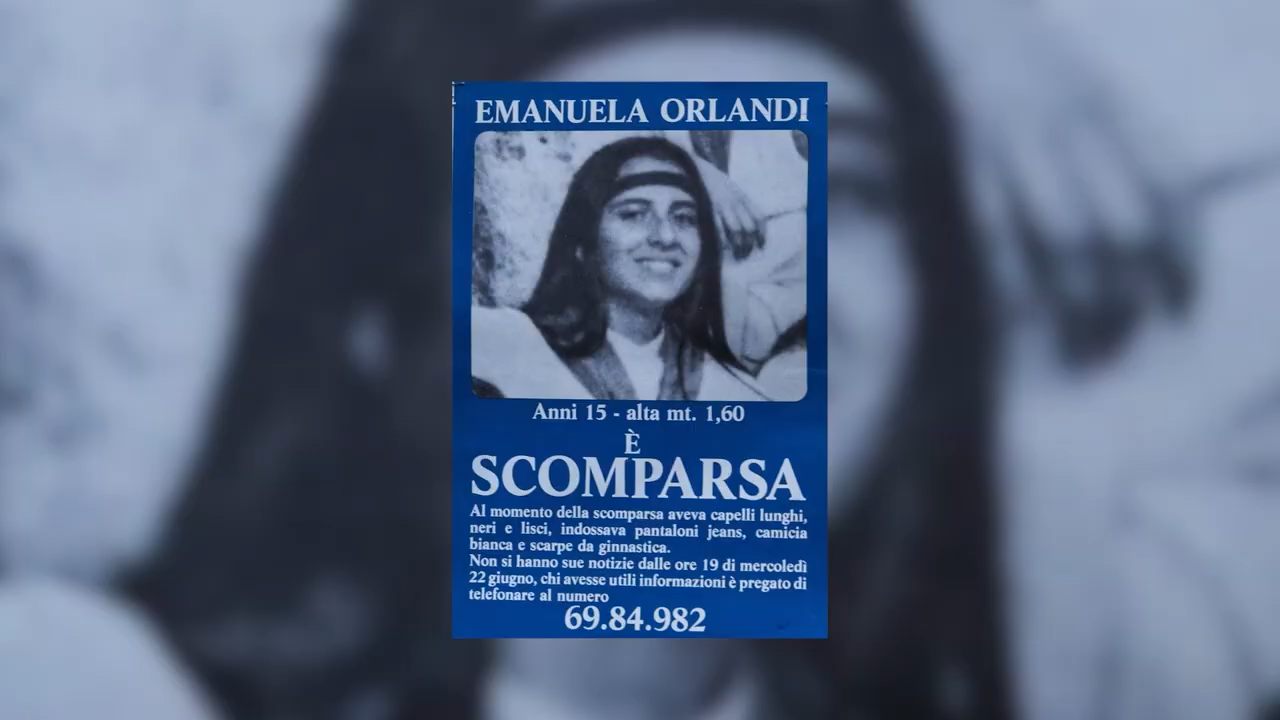 EMANUELA ORLANDI
Anni 15 - alta mt. 1,60
È
SCOMPARSA
Al momento della scomparsa aveva capelli lunghi,
neri e lisci, indossava pantaloni jeans, camicia
bianca e scarpe da ginnastica.
Non si hanno sue notizie dalle ore 19 di mercoledì
22 giugno, chi avesse utili informazioni è pregato di
telefonare al numero
69.84.982